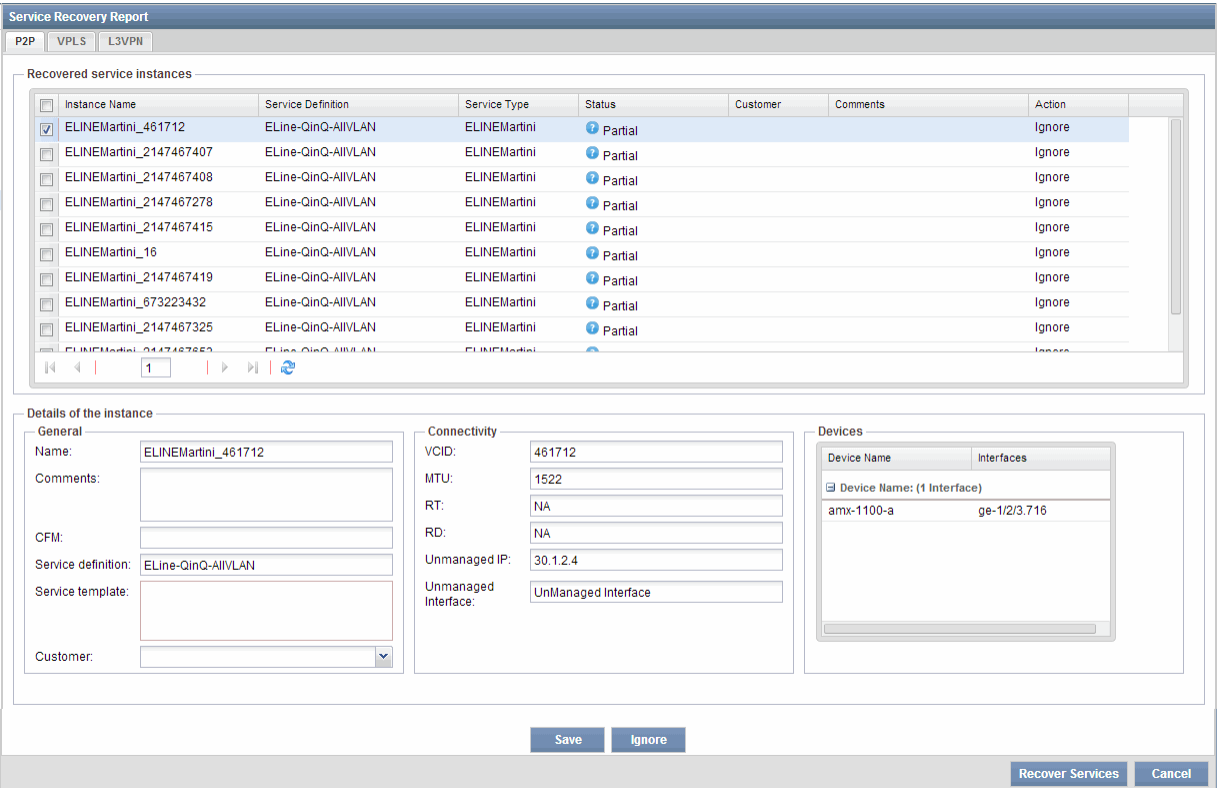 Service Recovery Report
P2P VPLS L3VPN
Recovered service instances
Instance Name Service Definition Service Type Status Customer Comments Action
ELINEMartini_461712 ELine-QinQ-AllVLAN ELINEMartini Partial Ignore
ELINEMartini_2147467407 ELine-QinQ-AllVLAN ELINEMartini Partial Ignore
ELINEMartini_2147467408 ELine-QinQ-AllVLAN ELINEMartini Partial Ignore
ELINEMartini_2147467278 ELine-QinQ-AllVLAN ELINEMartini Partial Ignore
ELINEMartini_2147467415 ELine-QinQ-AllVLAN ELINEMartini Partial Ignore
ELINEMartini_16 ELine-QinQ-AllVLAN ELINEMartini Partial Ignore
ELINEMartini_2147467419 ELine-QinQ-AllVLAN ELINEMartini Partial Ignore
ELINEMartini_673223432 ELine-QinQ-AllVLAN ELINEMartini Partial Ignore
ELINEMartini_2147467325 ELine-QinQ-AllVLAN ELINEMartini Partial Ignore
ELine-QinQ-AllVLAN ELINEMartini Ignore
1
Details of the instance
General
Name: ELINEMartini_461712
Comments:
CFM:
Service definition: ELine-QinQ-AllVLAN
Service template:
Customer:
Connectivity
VCID: 461712
MTU: 1522
RT: NA
RD: NA
Unmanaged IP: 30.1.2.4
Unmanaged
Interface: UnManaged Interface
Devices
Device Name Interfaces
Device Name: (1 Interface)
amx-1100-a ge-1/2/3.716
Save Ignore
Recover Services Cancel